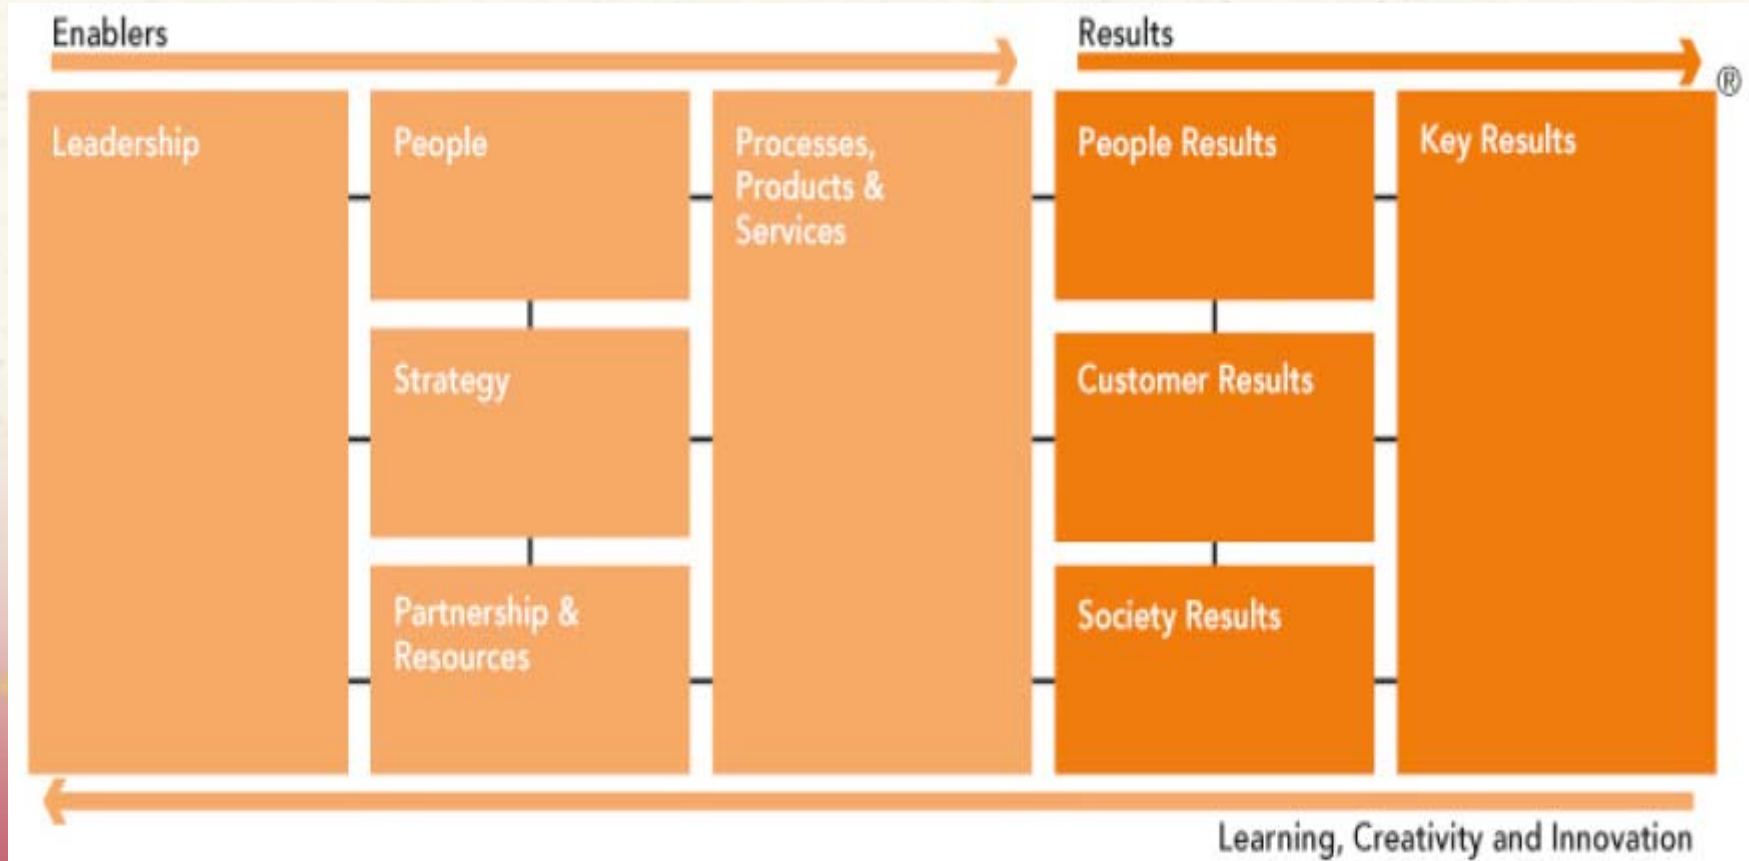 Enablers
Results
®
Leadership
People
Processes,
Products &
Services
People Results
Key Results
Strategy
Customer Results
Partnership &
Resources
Society Results
Learning, Creativity and Innovation